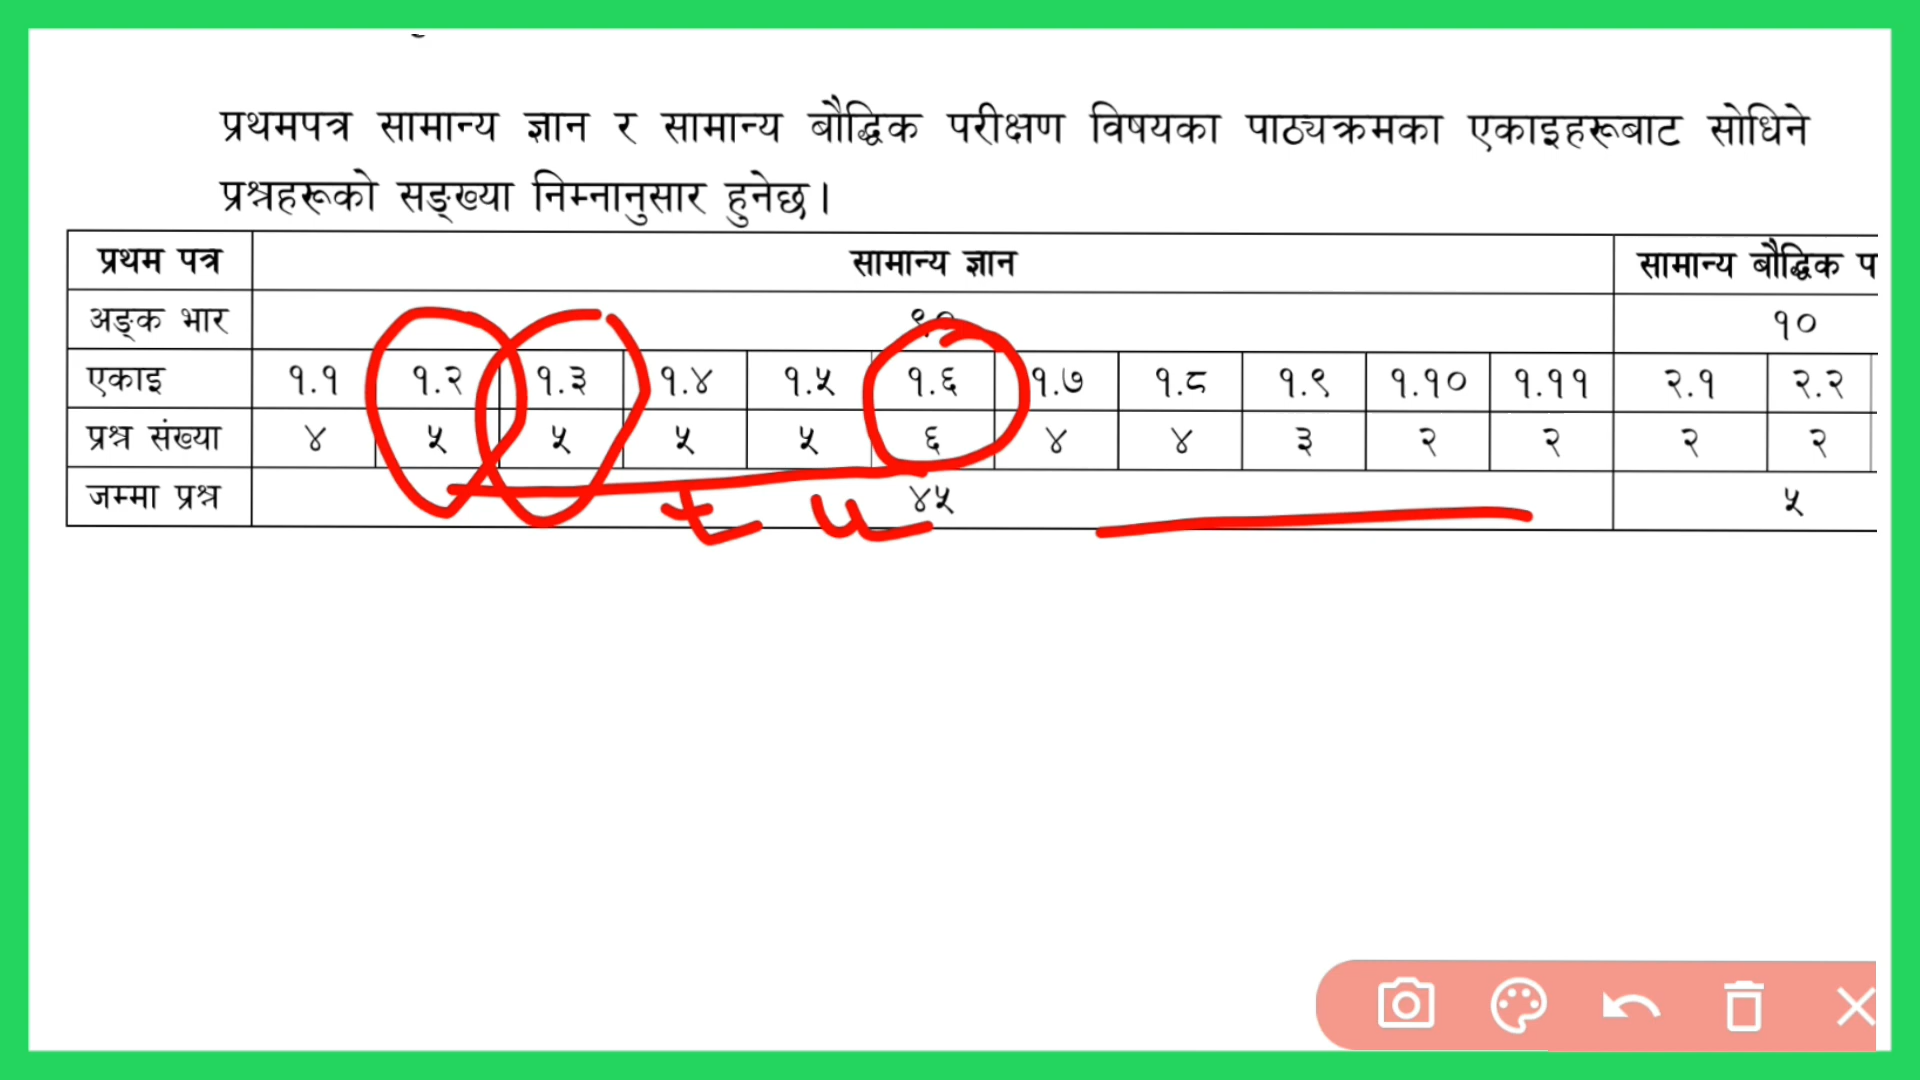 प्रथमपत्र सामान्य ज्ञान र सामान्य बौद्धिक परीक्षण विषयका पाठ्यक्रमका एकाइहरूबाट सोधिने
प्रश्नहरूको सङ्ख्या निम्नानुसार हुनेछ।
प्रथम पत्र सामान्य ज्ञान सामान्य बौद्धिक प
अङ्क भार ९० १०
एकाइ १.१ १.२ १.३ १.४ १.५ १.६ १.७ १.८ १.९ १.१० १.११ २.१ २.२
प्रश्न संख्या ४ ५ ५ ५ ५ ६ ४ ४ ३ २ २ २ २
जम्मा प्रश्न ४५ ५